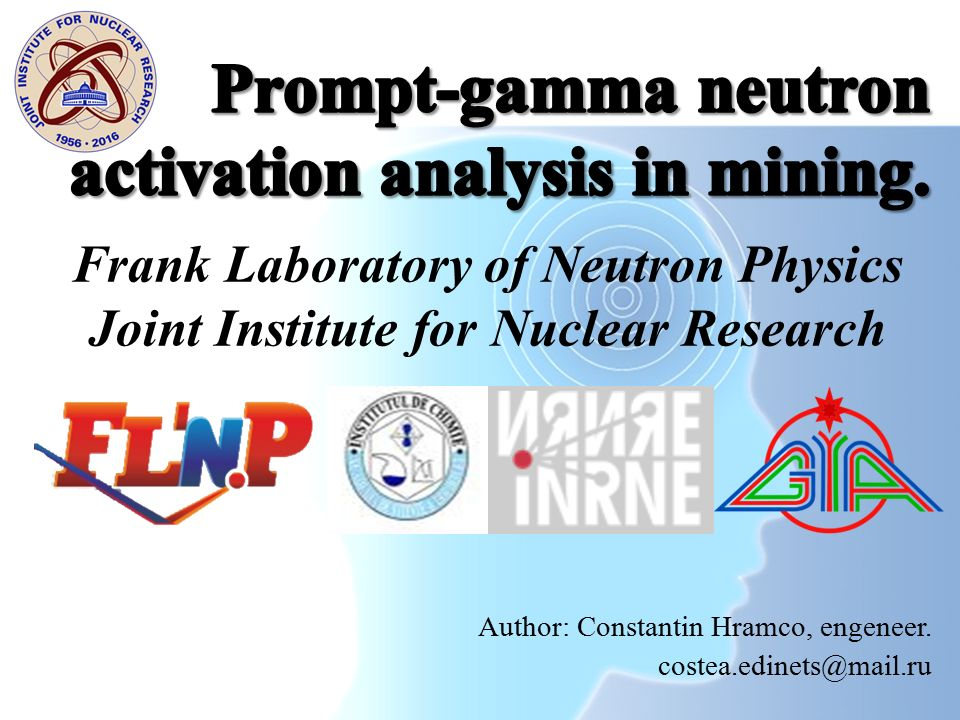 JOINT INSTITUTE FOR NUCLEAR RESEARCH
1956 • 2016
Prompt-gamma neutron
activation analysis in mining.
Frank Laboratory of Neutron Physics
Joint Institute for Nuclear Research
FLNP
INSTITUTUL DE CHIMIE
INRNE
Author: Constantin Hramco, engeneer.
costea.edinets@mail.ru